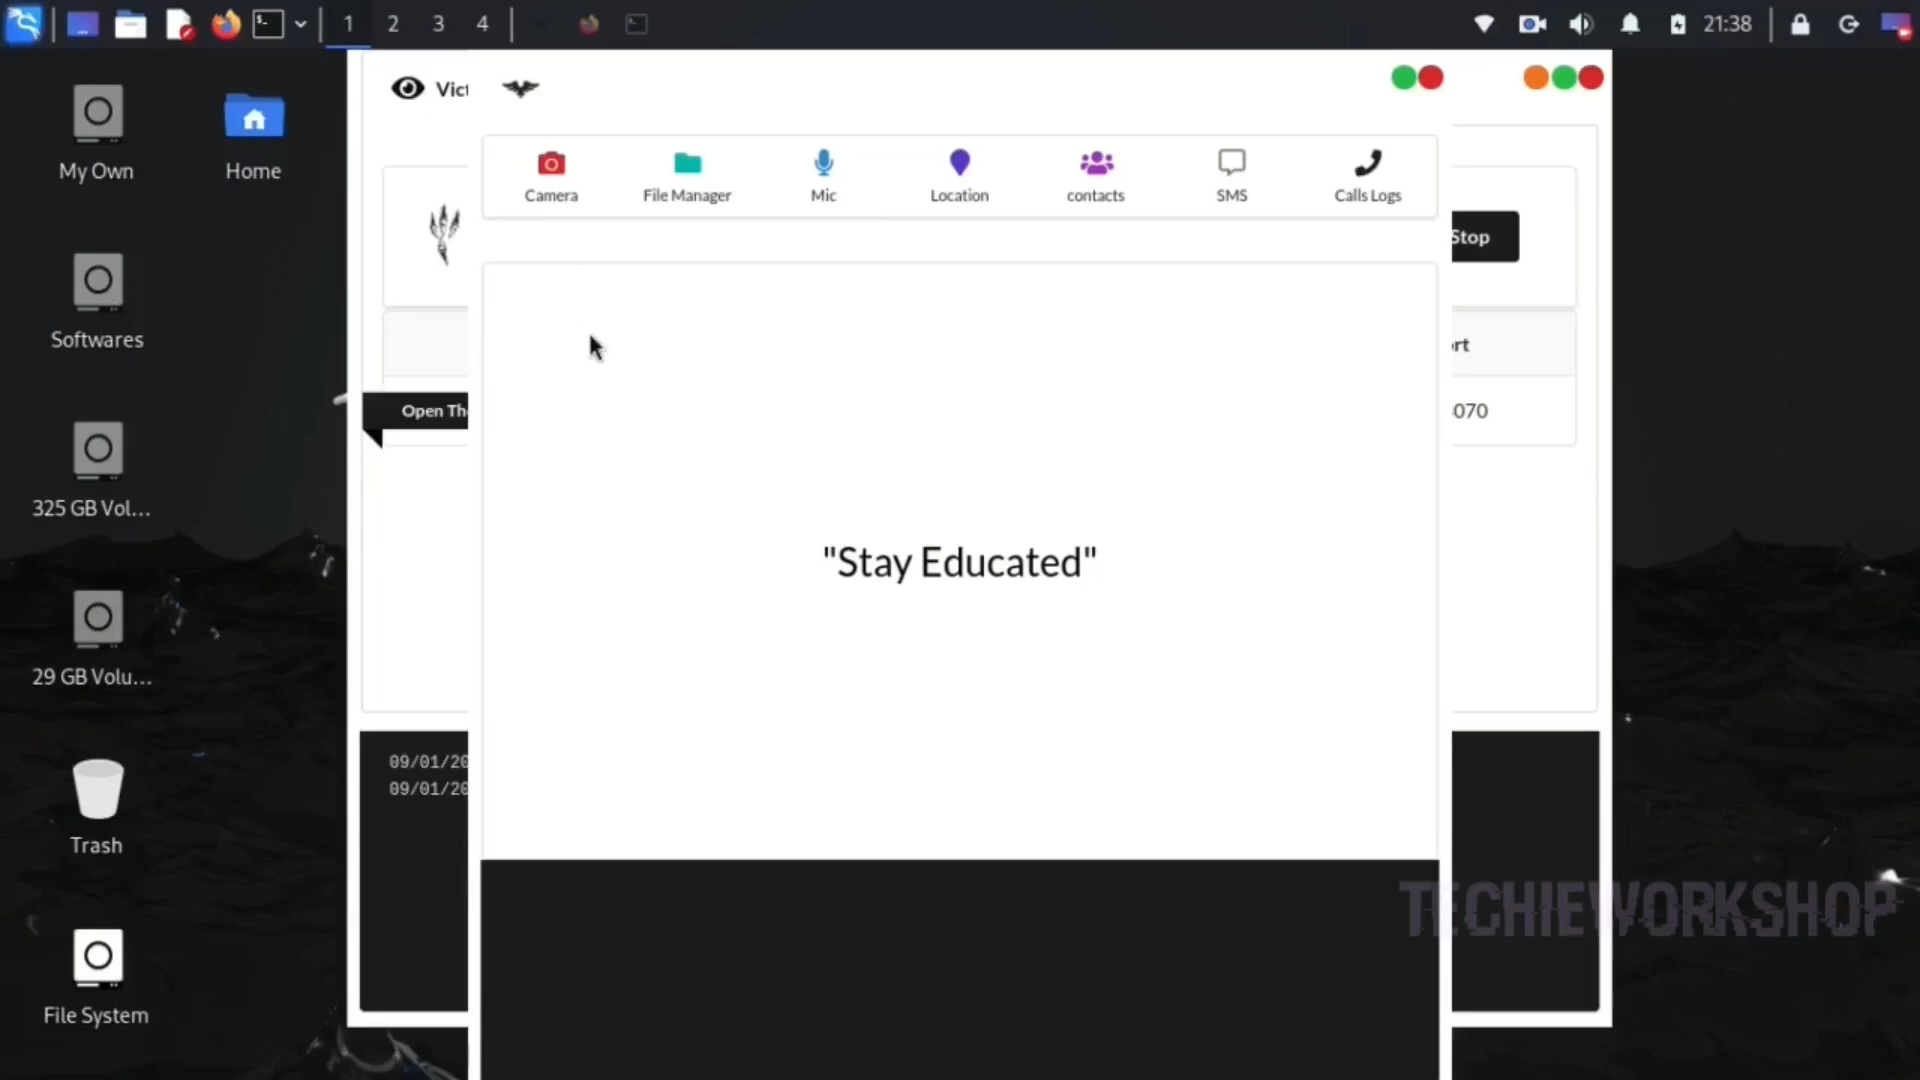 1 2 3 4
21:38
My Own
Home
Softwares
325 GB Vol...
29 GB Volu...
Trash
File System
Vict
Camera
File Manager
Mic
Location
contacts
SMS
Calls Logs
Stop
rt
Open The
070
"Stay Educated"
09/01/20
09/01/20
TECHIEWORKSHOP